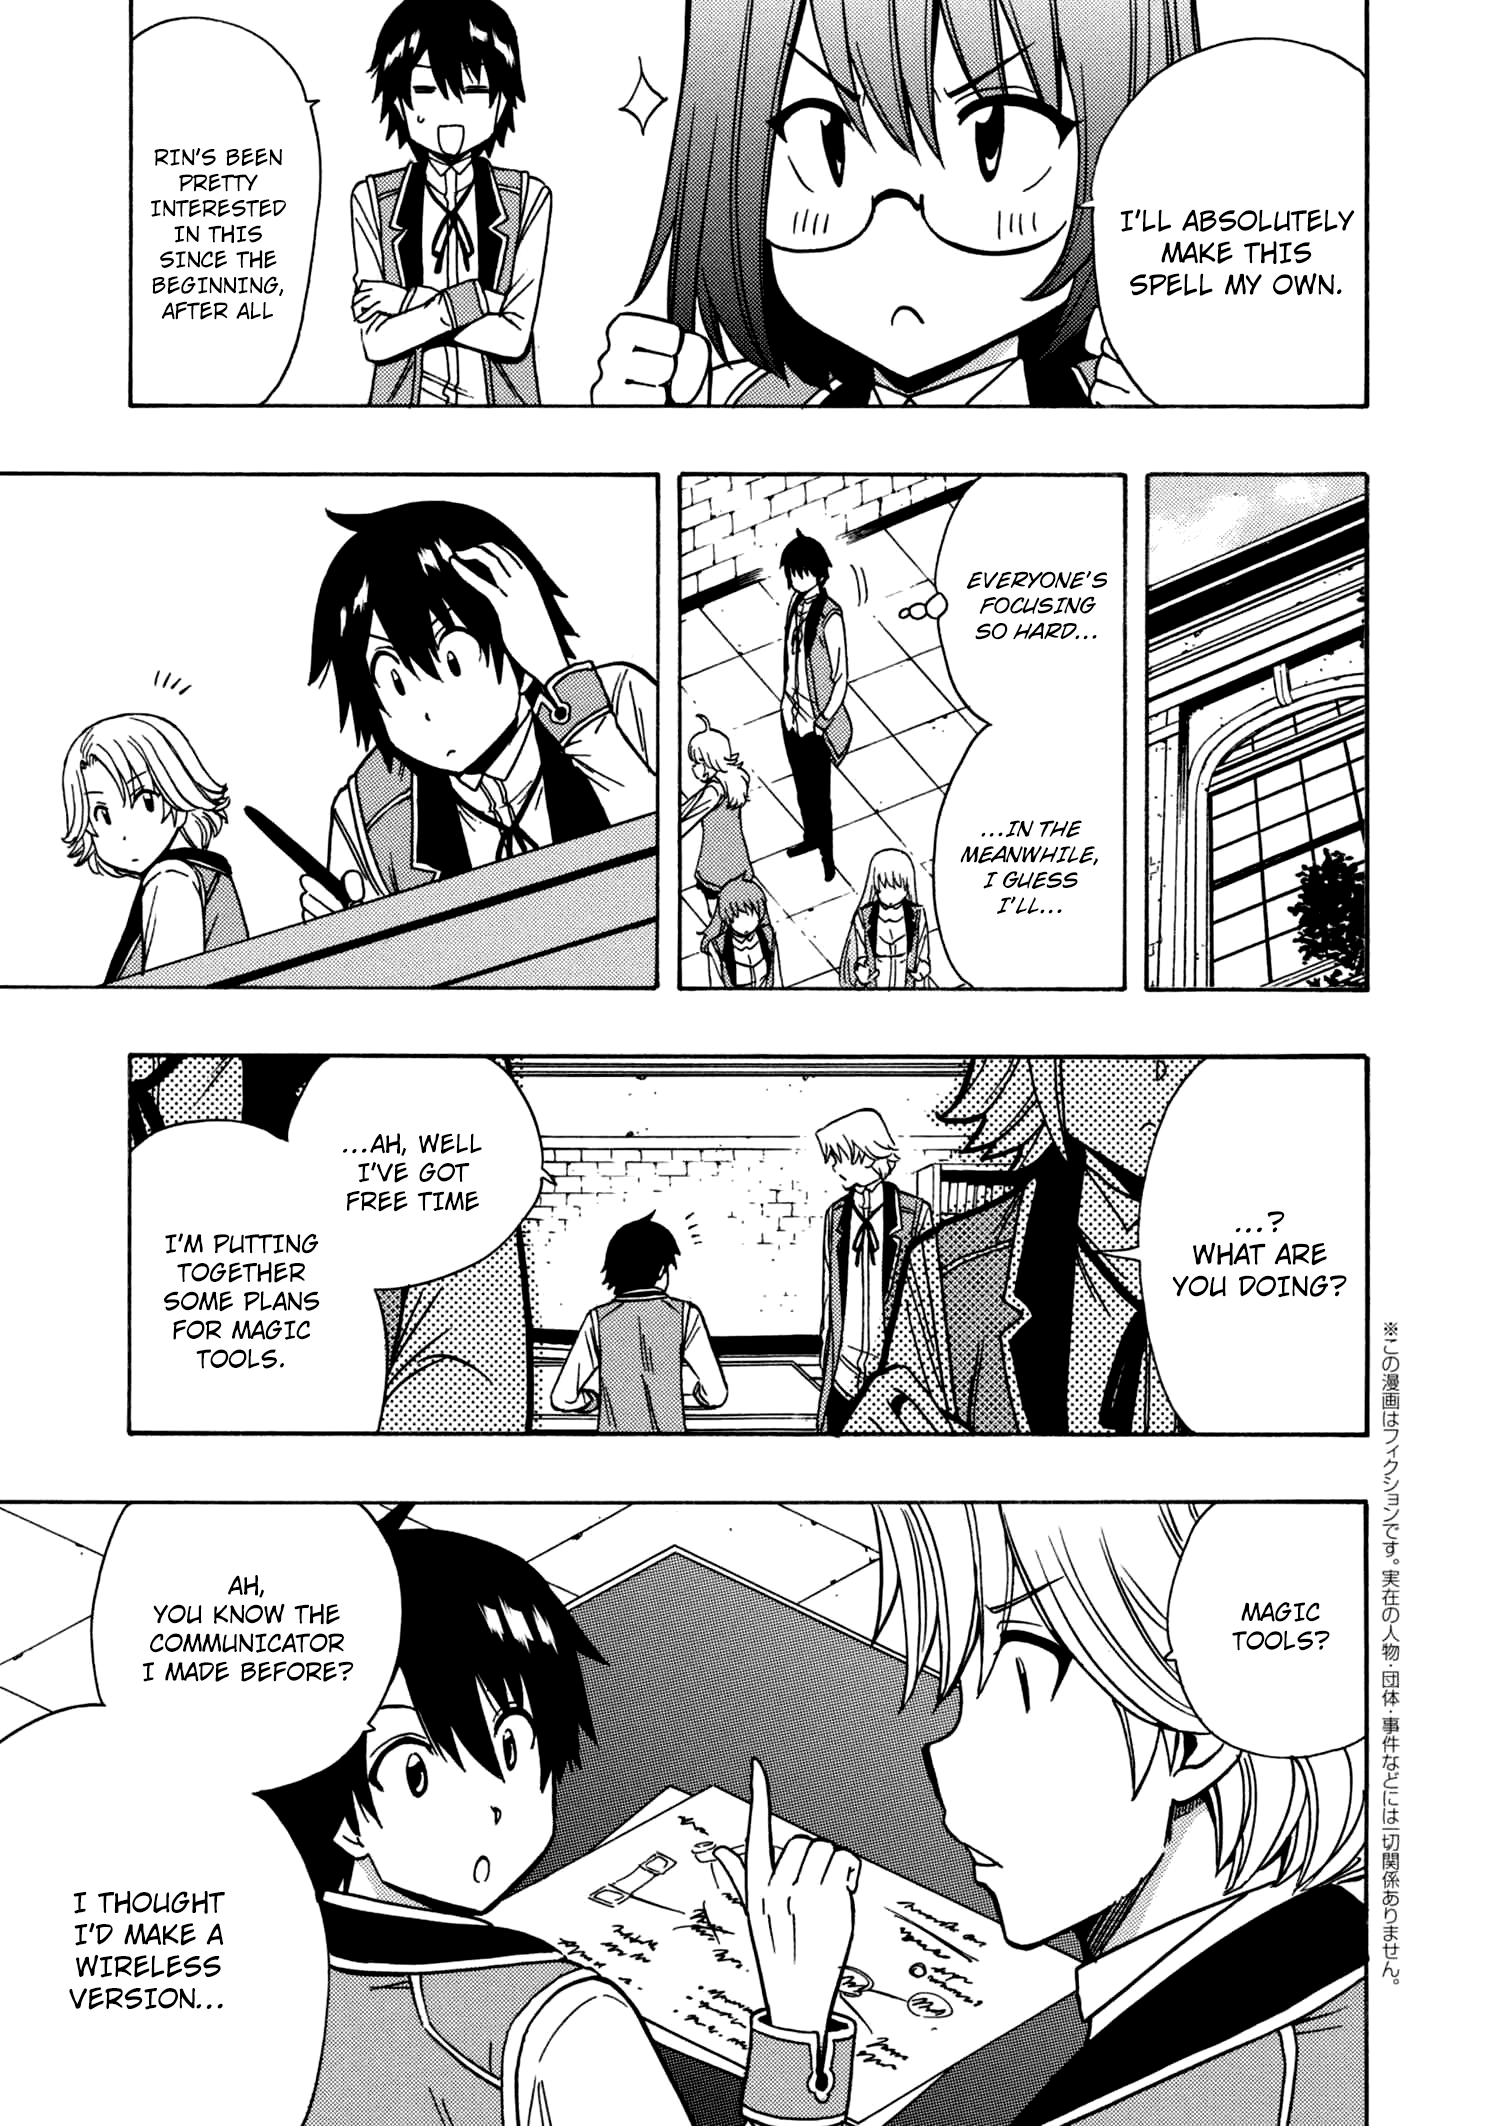 I'LL ABSOLUTELY
MAKE THIS
SPELL MY OWN.
RIN'S BEEN
PRETTY
INTERESTED
IN THIS
SINCE THE
BEGINNING,
AFTER ALL
EVERYONE'S
FOCUSING
SO HARD...
...IN THE
MEANWHILE,
I GUESS
I'LL...
...?
WHAT ARE
YOU DOING?
...AH, WELL
I'VE GOT
FREE TIME
I'M PUTTING
TOGETHER
SOME PLANS
FOR MAGIC
TOOLS.
MAGIC
TOOLS?
AH,
YOU KNOW THE
COMMUNICATOR
I MADE BEFORE?
I THOUGHT
I'D MAKE A
WIRELESS
VERSION...
※この漫画はフィクションです。実在の人物・団体・事件などには一切関係ありません。